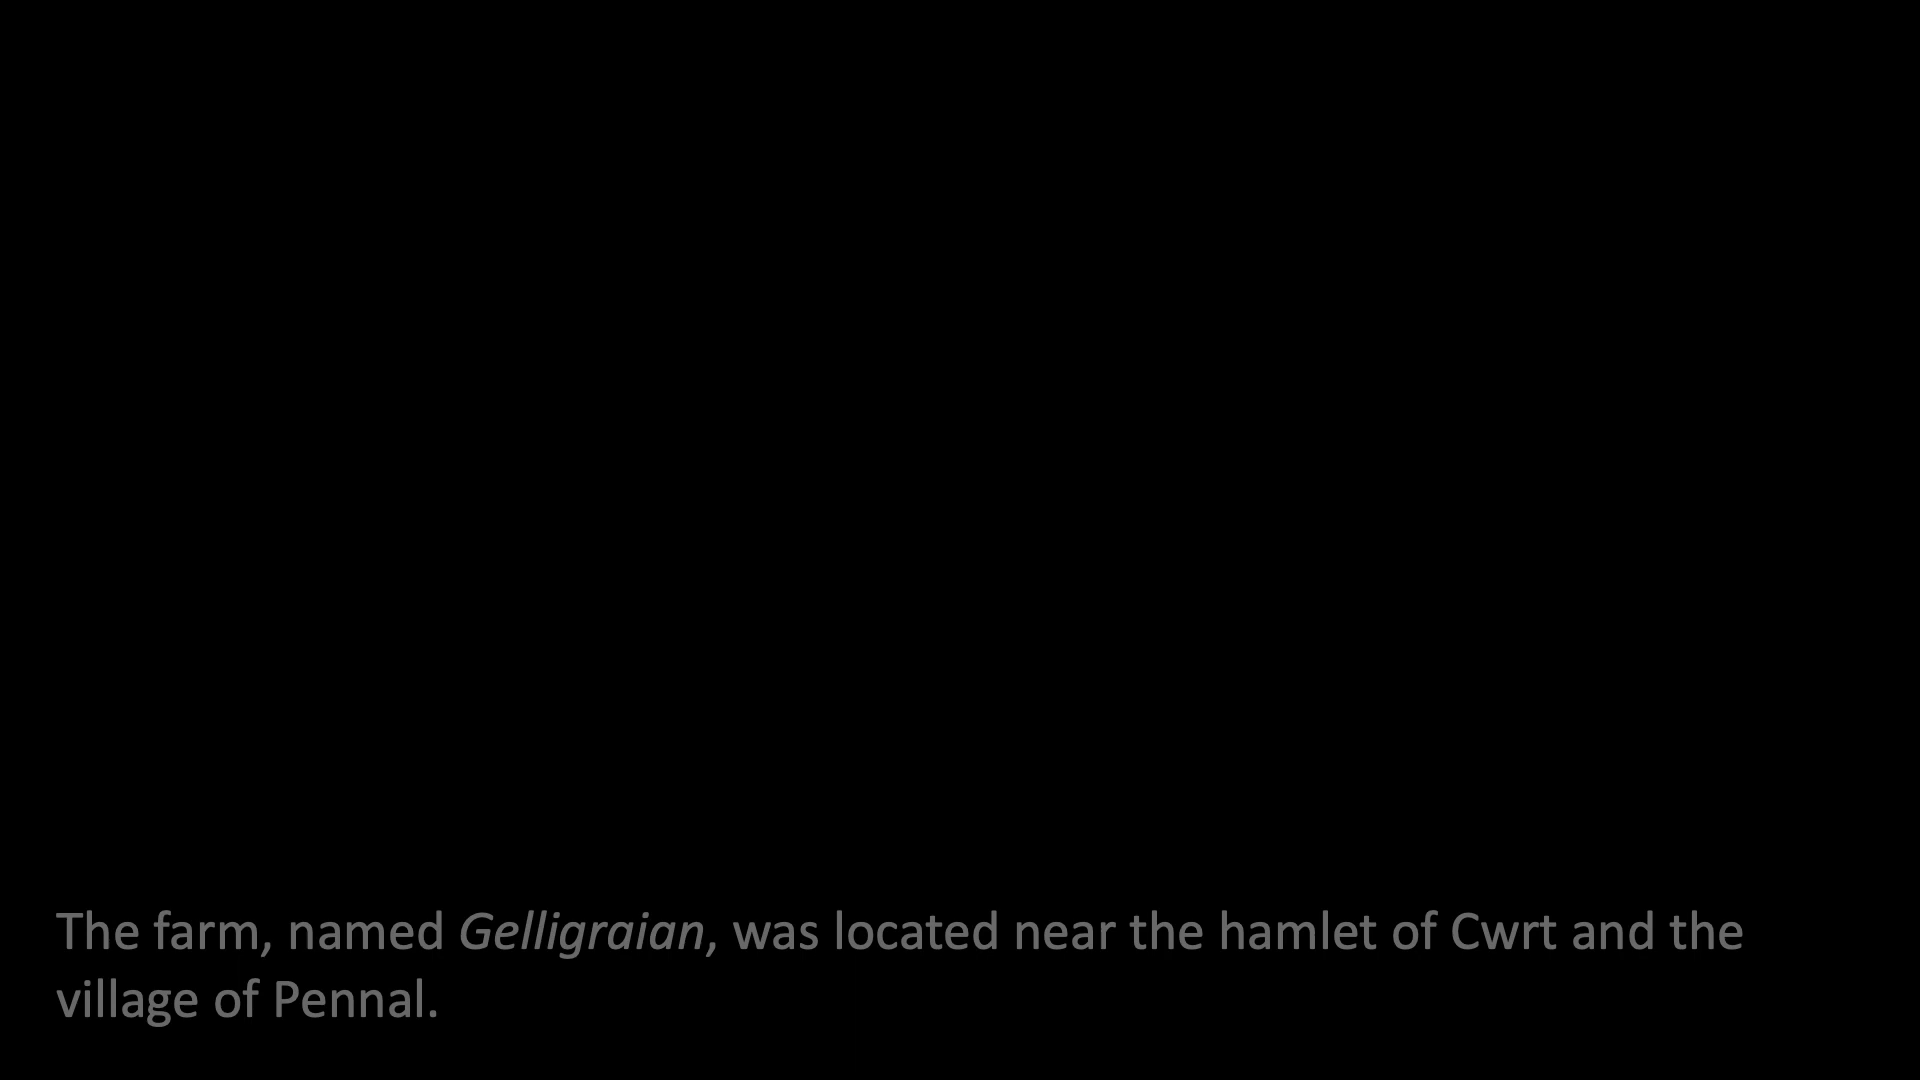 The farm, named Gelligraian, was located near the hamlet of Cwrt and the
village of Pennal.